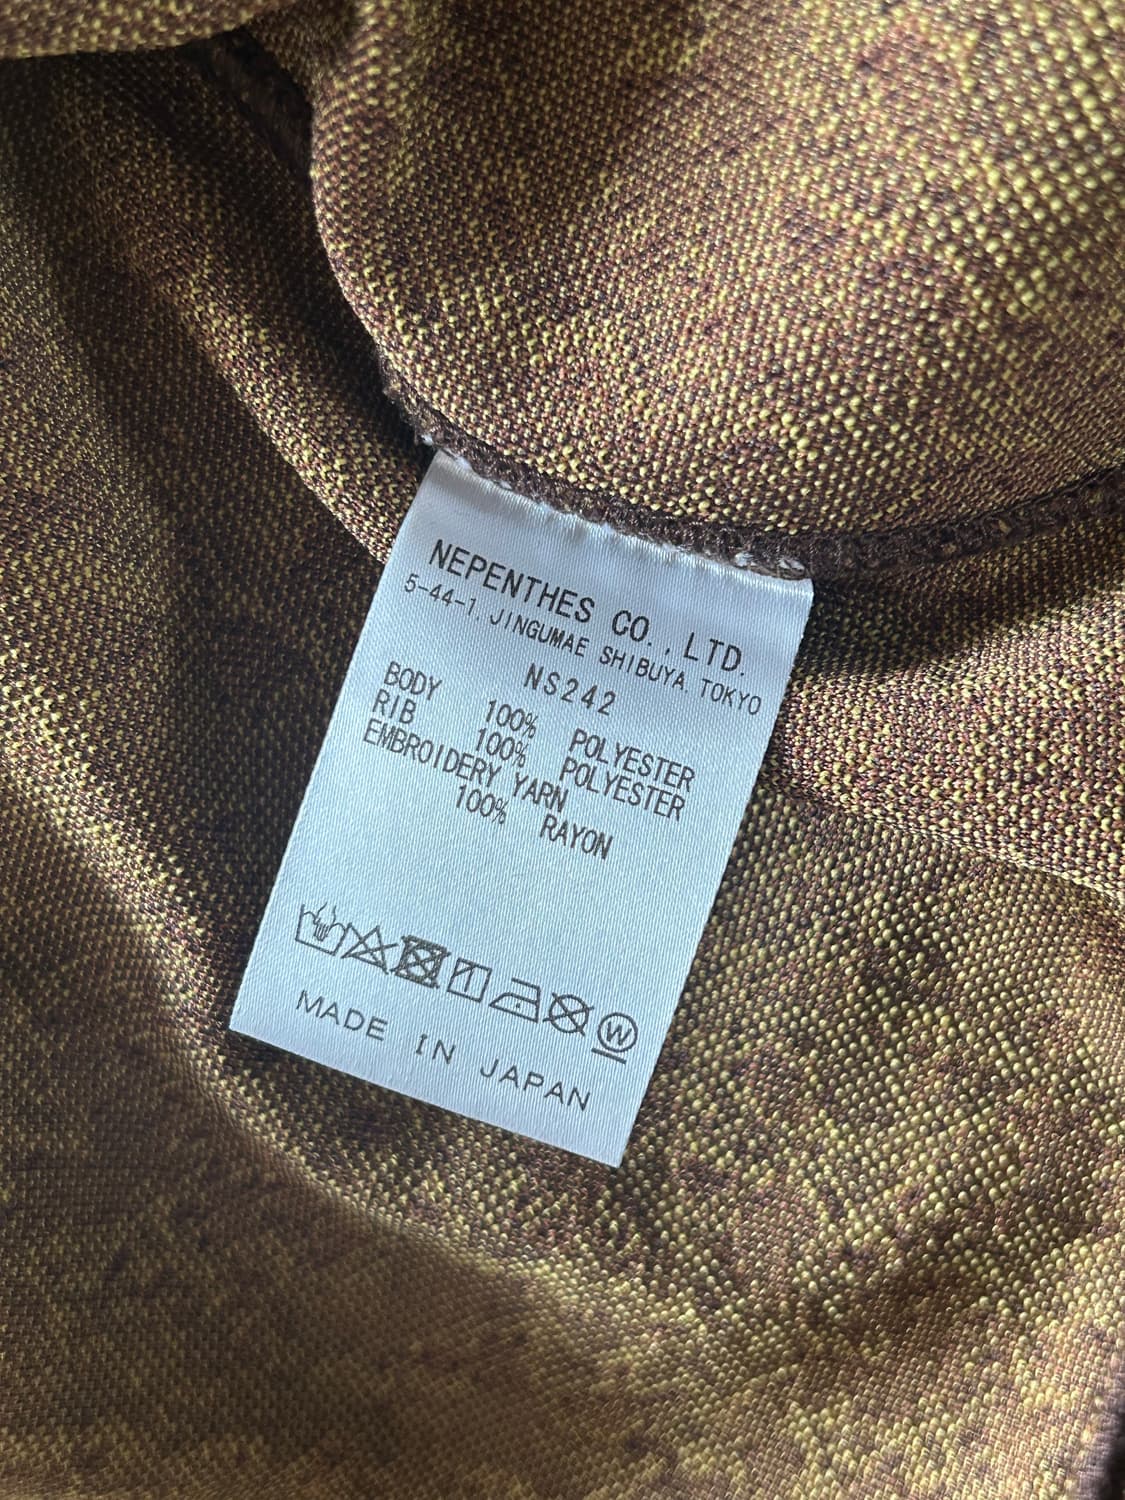 NEPENTHES CO.,LTD.
5-44-1, JINGUMAE SHIBUYA, TOKYO
NS242
BODY 100% POLYESTER
RIB 100% POLYESTER
EMBROIDERY YARN
100% RAYON
W
MADE IN JAPAN